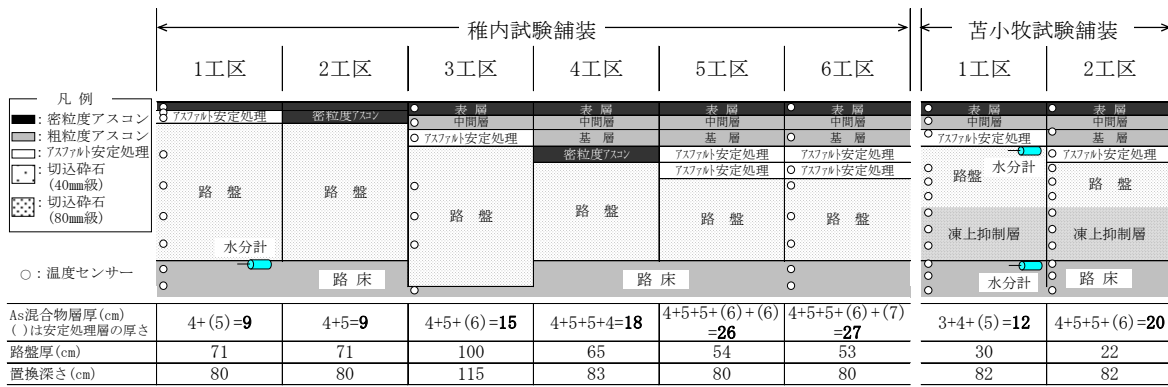 稚内試験舗装
苫小牧試験舗装
1工区 2工区 3工区 4工区 5工区 6工区 1工区 2工区
凡 例
: 密粒度アスコン
: 粗粒度アスコン
: アスファルト安定処理
: 切込砕石
(40mm級)
: 切込砕石
(80mm級)
○ : 温度センサー
アスファルト安定処理
路 盤
水分計
密粒度アスコン
路 盤
路 床
表 層
中間層
アスファルト安定処理
路 盤
表 層
中間層
基 層
密粒度アスコン
路 盤
路 床
表 層
中間層
基 層
アスファルト安定処理
アスファルト安定処理
路 盤
表 層
中間層
基 層
アスファルト安定処理
アスファルト安定処理
路 盤
表 層
中間層
アスファルト安定処理
水分計
路盤
凍上抑制層
水分計
表 層
中間層
基 層
アスファルト安定処理
路 盤
凍上抑制層
路 床
As混合物層厚(cm)
( )は安定処理層の厚さ
4+(5)=9 4+5=9 4+5+(6)=15 4+5+5+4=18 4+5+5+(6)+(6)
=26 4+5+5+(6)+(7)
=27 3+4+(5)=12 4+5+5+(6)=20
路盤厚(cm) 71 71 100 65 54 53 30 22
置換深さ(cm) 80 80 115 83 80 80 82 82